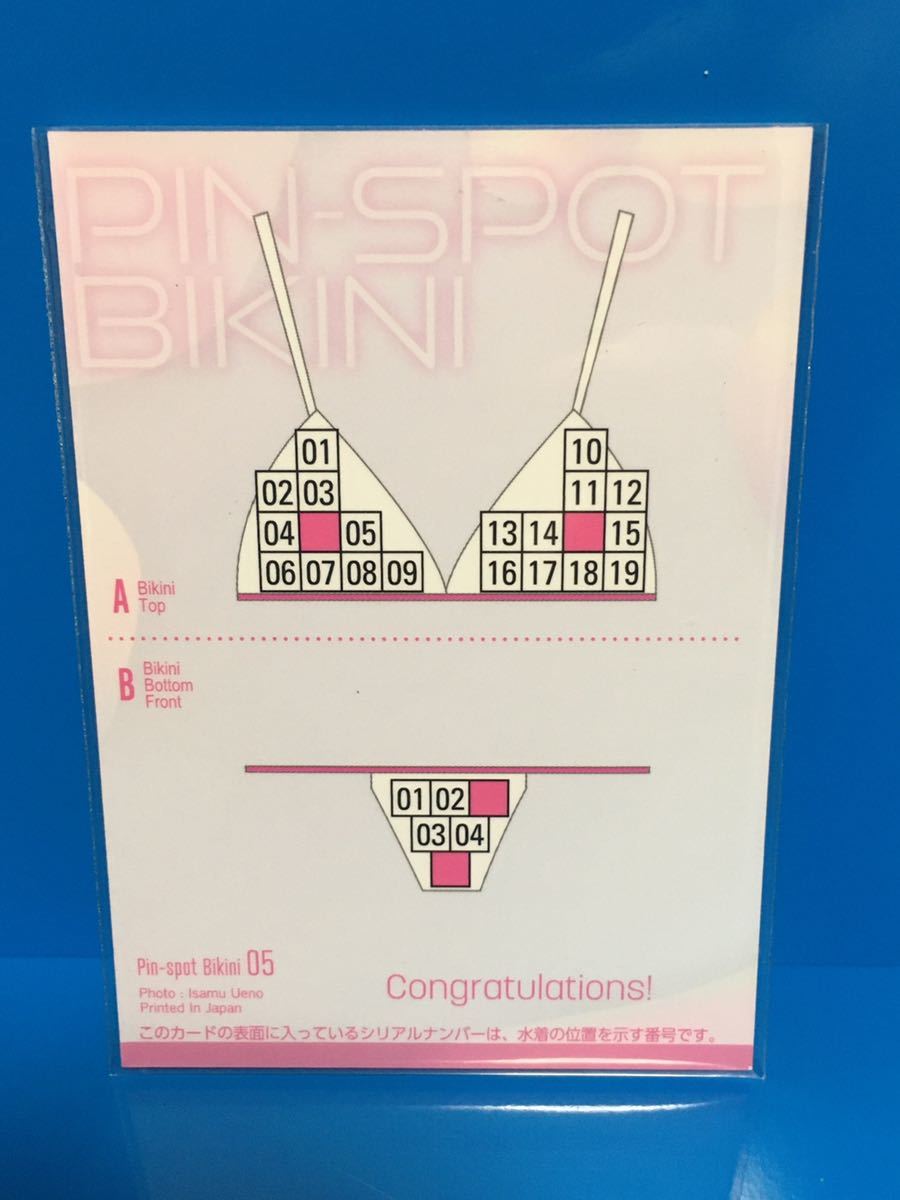 PIN-SPOT
BIKINI
01
10
02 03
11 12
04 05
13 14 15
06 07 08 09
16 17 18 19
A Bikini
Top
B Bikini
Bottom
Front
01 02
03 04
Pin-spot Bikini 05
Photo : Isamu Ueno
Printed In Japan
Congratulations!
このカードの表面に入っているシリアルナンバーは、水着の位置を示す番号です。